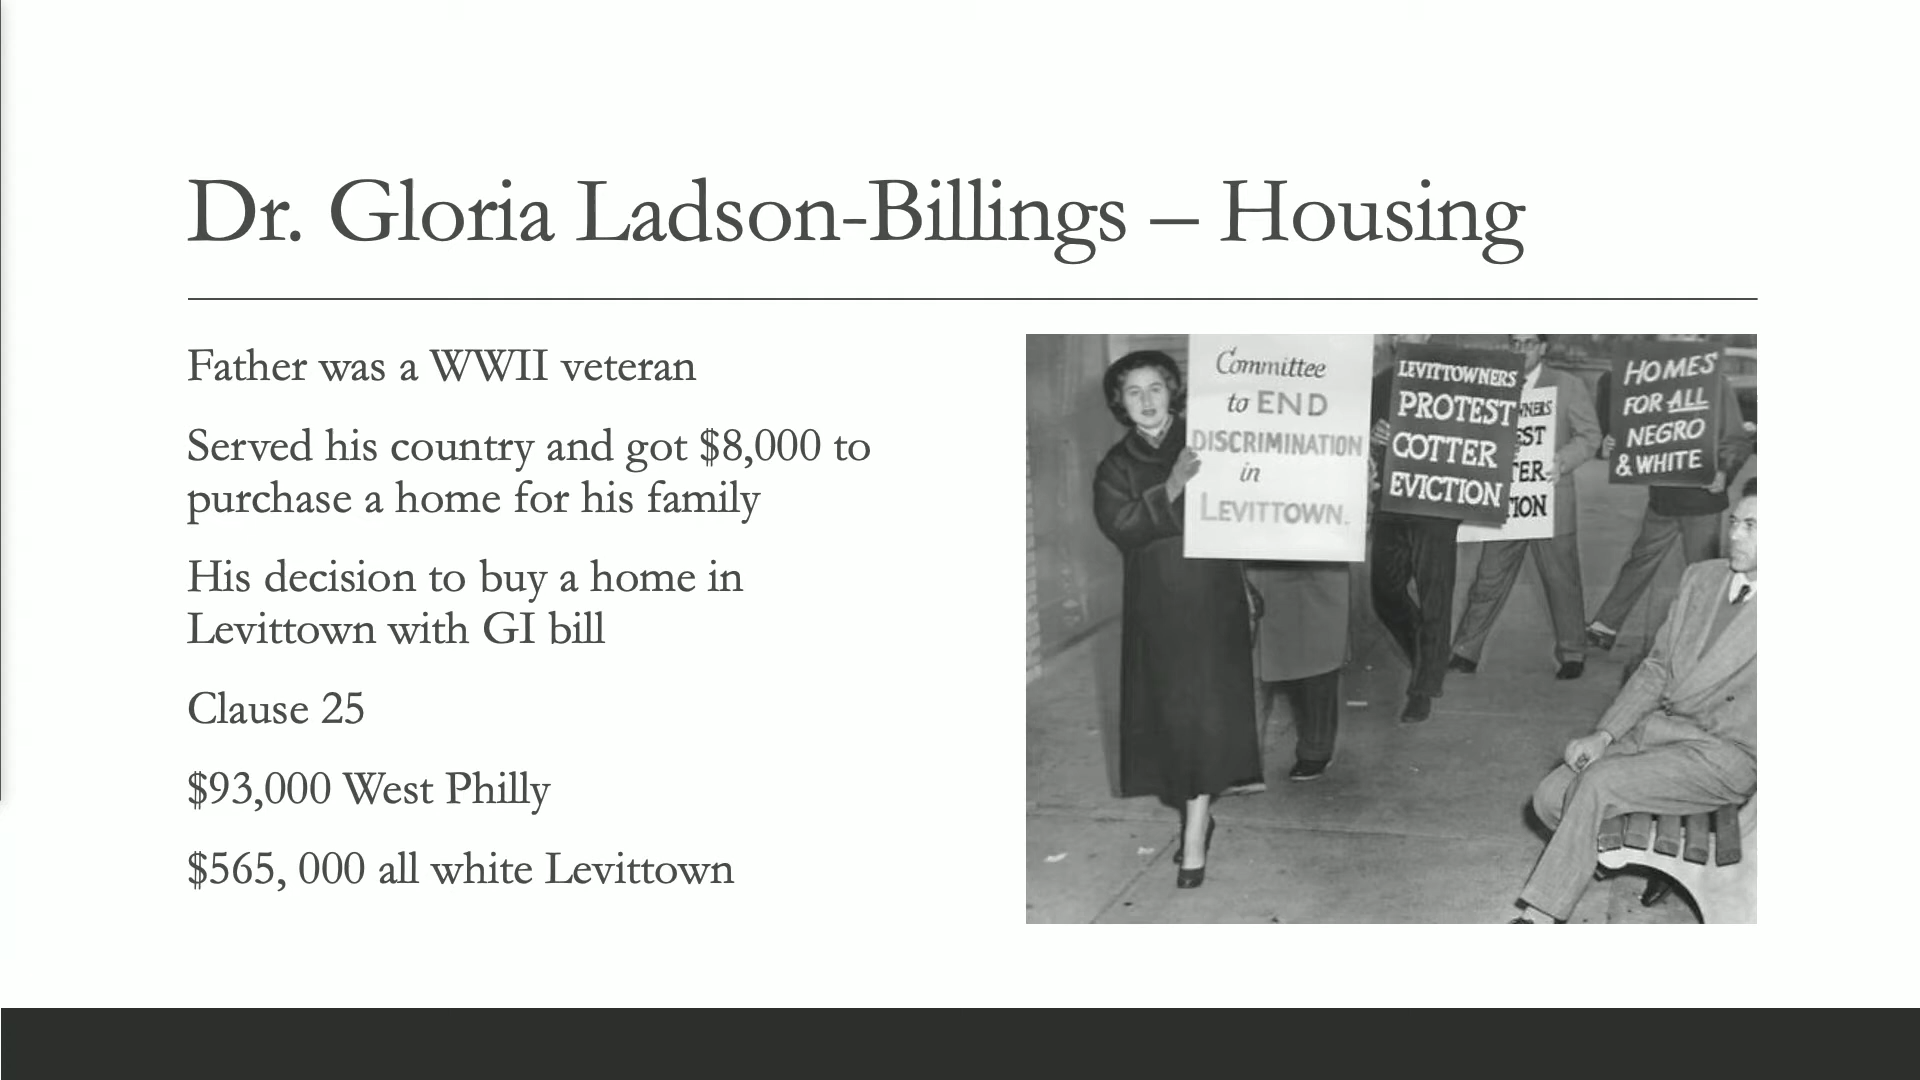 Dr. Gloria Ladson-Billings – Housing
Father was a WWII veteran
Served his country and got $8,000 to
purchase a home for his family
His decision to buy a home in
Levittown with GI bill
Clause 25
$93,000 West Philly
$565, 000 all white Levittown
Committee
to END
DISCRIMINATION
in
LEVITTOWN.
LEVITTOWNERS
PROTEST
COTTER
EVICTION
HOMES
FOR ALL
NEGRO
& WHITE